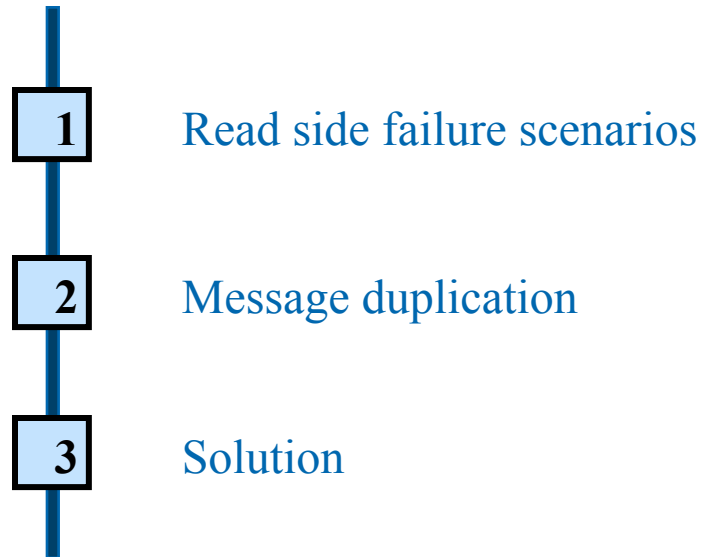 1 Read side failure scenarios
2 Message duplication
3 Solution